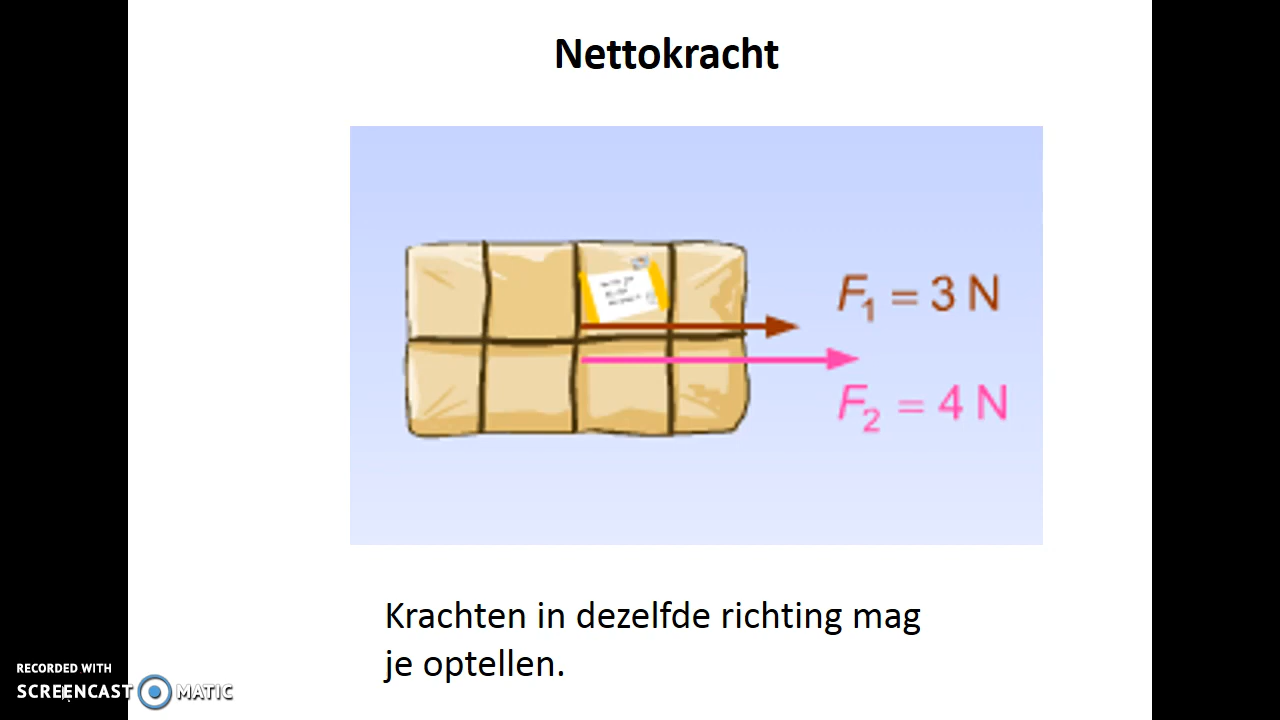 Nettokracht
F₁ = 3 N
F₂ = 4 N
Krachten in dezelfde richting mag
je optellen.
RECORDED WITH
SCREENCAST MATIC